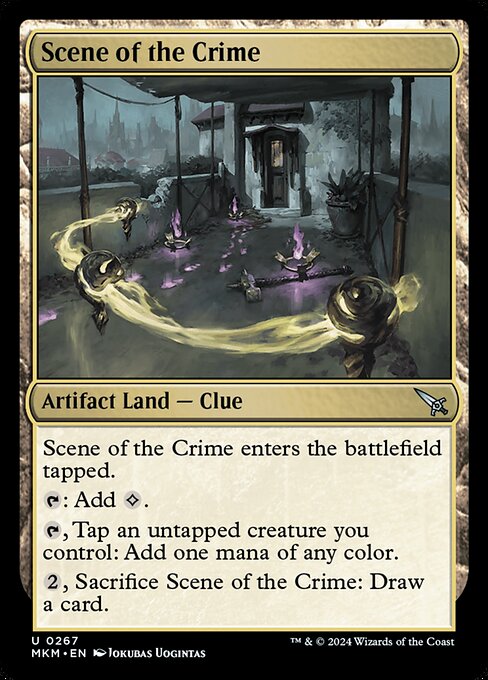 Scene of the Crime
Artifact Land — Clue
Scene of the Crime enters the battlefield
tapped.
: Add .
, Tap an untapped creature you
control: Add one mana of any color.
2, Sacrifice Scene of the Crime: Draw
a card.
U 0267
MKM • EN Jokubas Uogintas
™ & © 2024 Wizards of the Coast